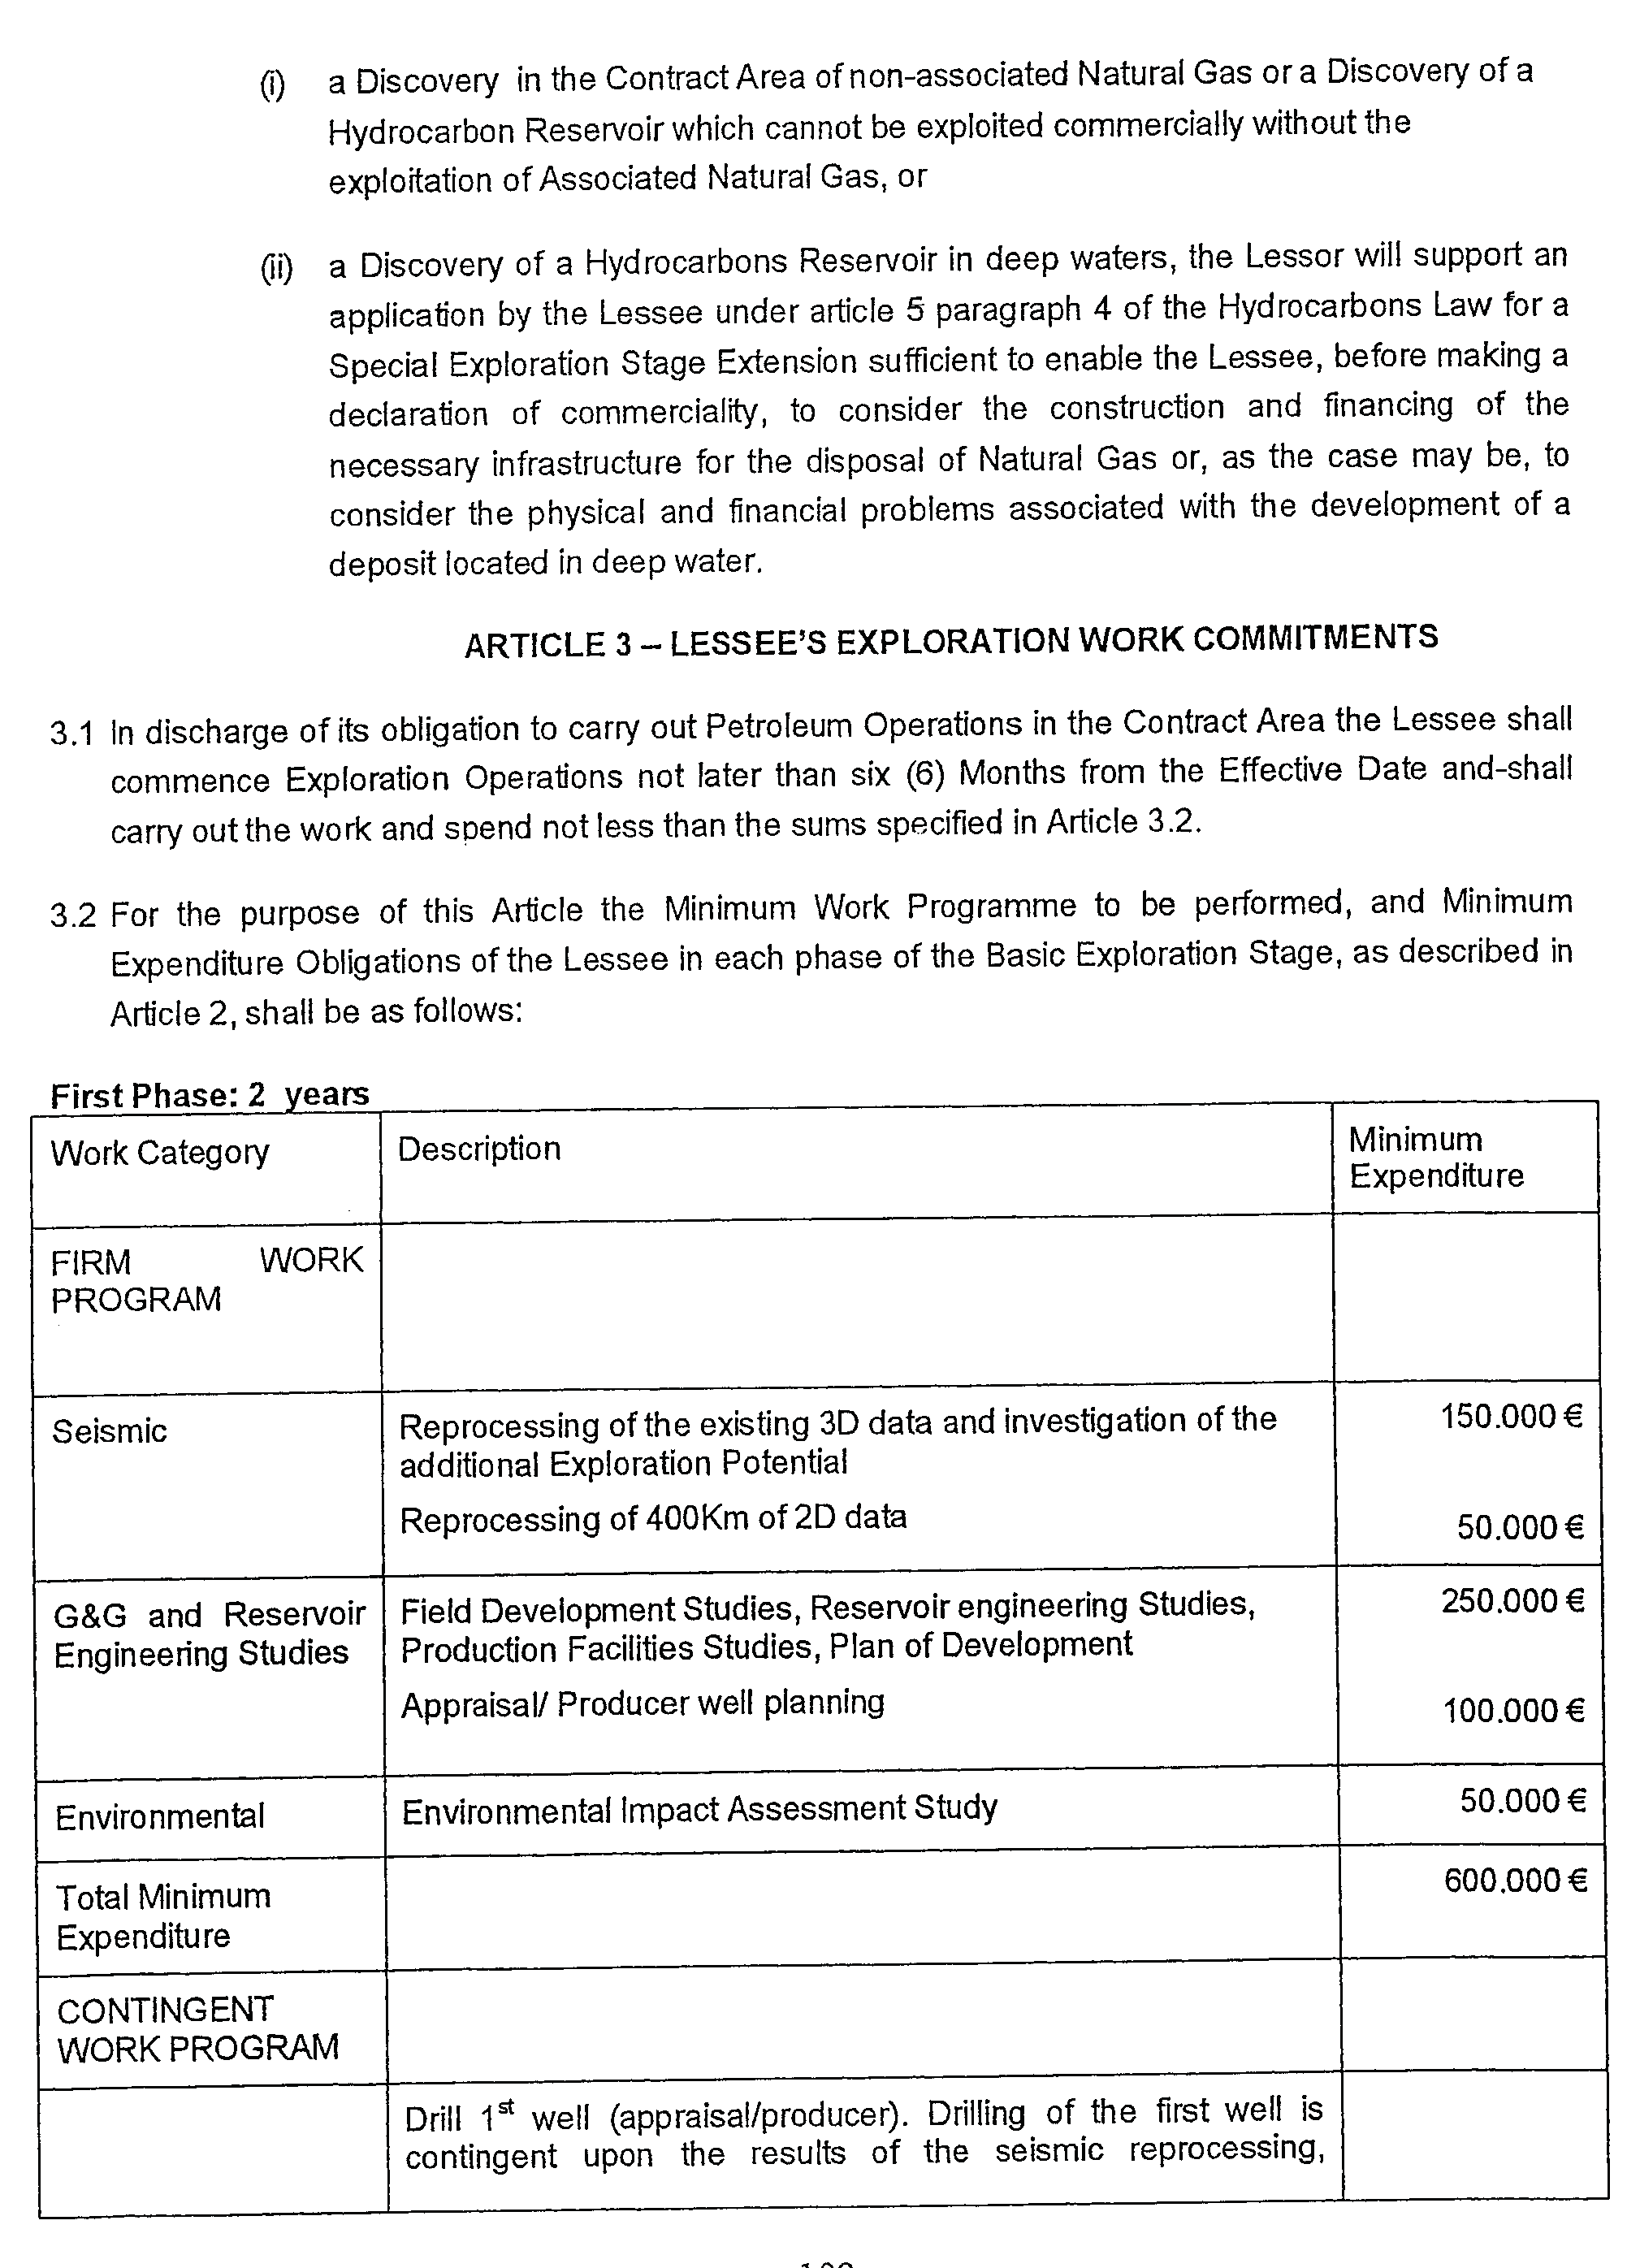 (i) a Discovery in the Contract Area of non-associated Natural Gas or a Discovery of a
Hydrocarbon Reservoir which cannot be exploited commercially without the
exploitation of Associated Natural Gas, or
(ii) a Discovery of a Hydrocarbons Reservoir in deep waters, the Lessor will support an
application by the Lessee under article 5 paragraph 4 of the Hydrocarbons Law for a
Special Exploration Stage Extension sufficient to enable the Lessee, before making a
declaration of commerciality, to consider the construction and financing of the
necessary infrastructure for the disposal of Natural Gas or, as the case may be, to
consider the physical and financial problems associated with the development of a
deposit located in deep water.
ARTICLE 3 – LESSEE'S EXPLORATION WORK COMMITMENTS
3.1 In discharge of its obligation to carry out Petroleum Operations in the Contract Area the Lessee shall
commence Exploration Operations not later than six (6) Months from the Effective Date and-shall
carry out the work and spend not less than the sums specified in Article 3.2.
3.2 For the purpose of this Article the Minimum Work Programme to be performed, and Minimum
Expenditure Obligations of the Lessee in each phase of the Basic Exploration Stage, as described in
Article 2, shall be as follows:
First Phase: 2 years
Work Category Description Minimum
Expenditure
FIRM WORK
PROGRAM
Seismic Reprocessing of the existing 3D data and investigation of the 150.000 €
additional Exploration Potential
Reprocessing of 400Km of 2D data 50.000 €
G&G and Reservoir Field Development Studies, Reservoir engineering Studies, 250.000 €
Engineering Studies Production Facilities Studies, Plan of Development
Appraisal/ Producer well planning 100.000 €
Environmental Environmental Impact Assessment Study 50.000 €
Total Minimum 600.000 €
Expenditure
CONTINGENT
WORK PROGRAM
Drill 1st well (appraisal/producer). Drilling of the first well is
contingent upon the results of the seismic reprocessing,